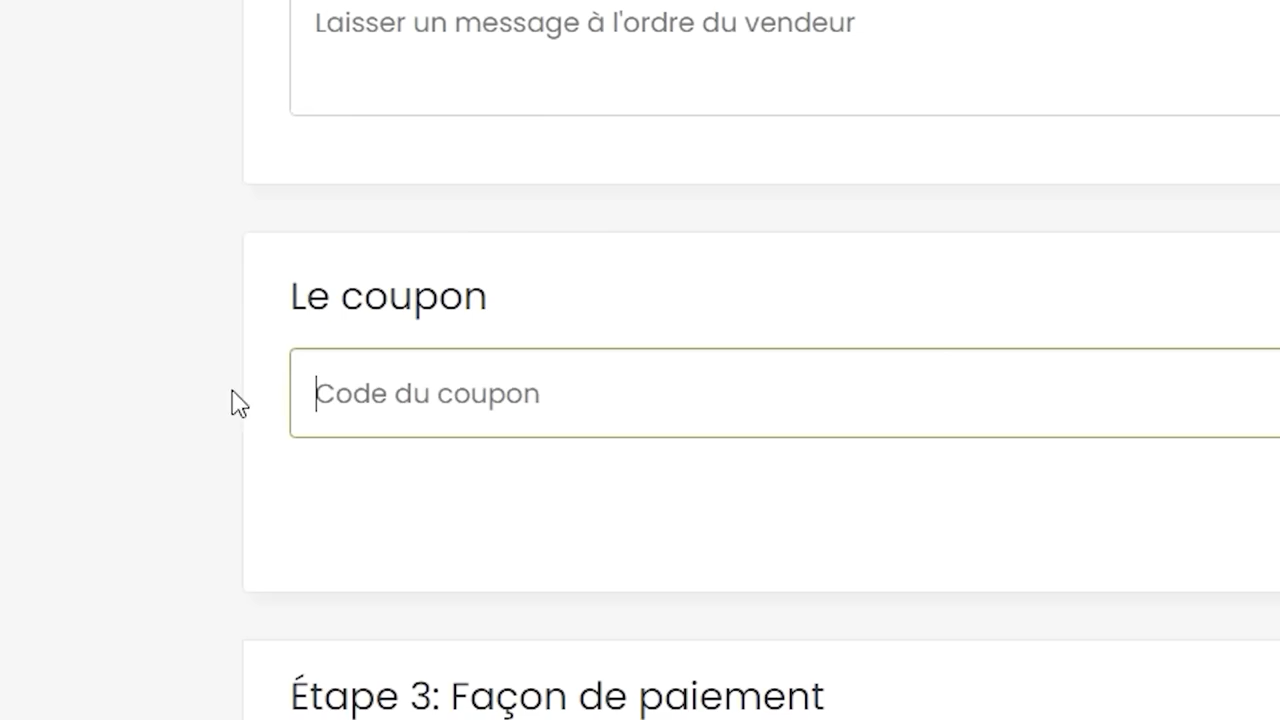 Laisser un message à l'ordre du vendeur
Le coupon
Code du coupon
Étape 3: Façon de paiement